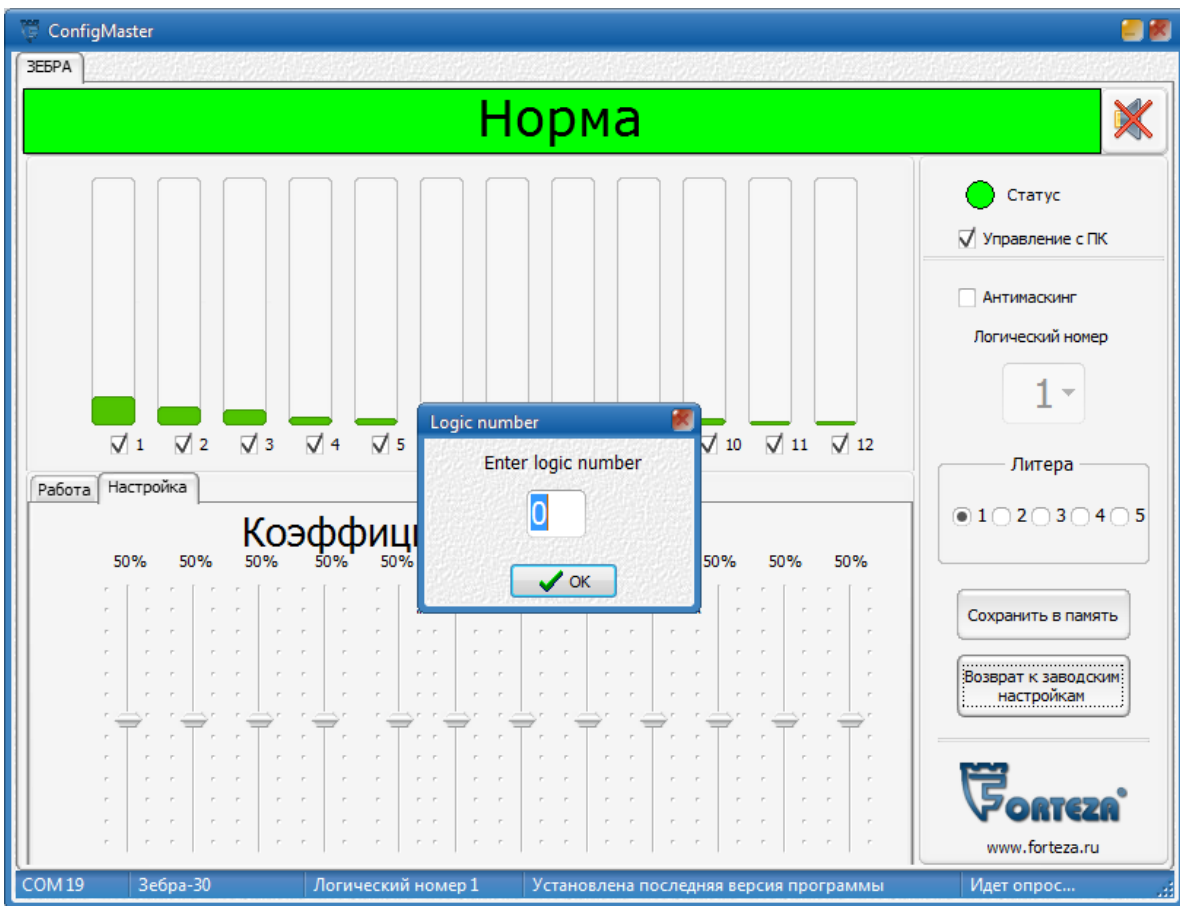 ConfigMaster
ЗЕБРА
Норма
Статус
Управление с ПК
Антимаскинг
Логический номер
1
1 2 3 4 5 10 11 12
Logic number
Enter logic number
0
OK
Литера
1 2 3 4 5
Работа Настройка
50% 50% 50% 50% 50% 50% 50% 50%
Сохранить в память
Возврат к заводским
настройкам
FORTEZA
www.forteza.ru
COM 19 Зебра-30 Логический номер 1 Установлена последняя версия программы Идет опрос...